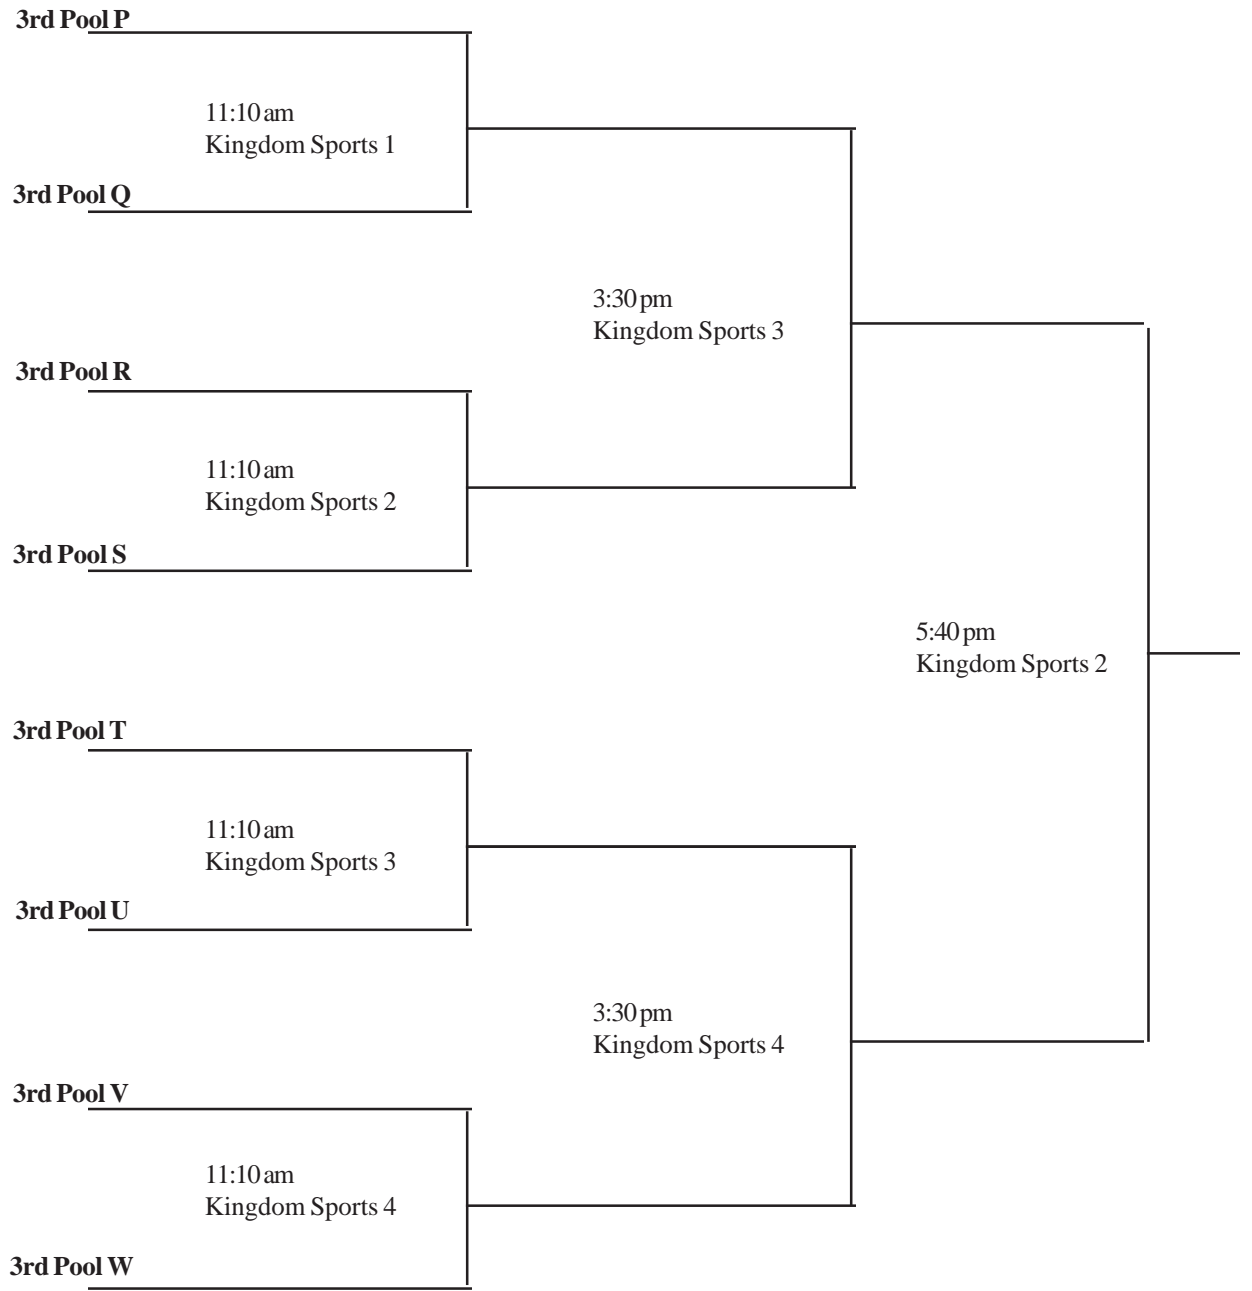 3rd Pool P
11:10 am
Kingdom Sports 1
3rd Pool Q
3:30 pm
Kingdom Sports 3
3rd Pool R
11:10 am
Kingdom Sports 2
3rd Pool S
5:40 pm
Kingdom Sports 2
3rd Pool T
11:10 am
Kingdom Sports 3
3rd Pool U
3:30 pm
Kingdom Sports 4
3rd Pool V
11:10 am
Kingdom Sports 4
3rd Pool W